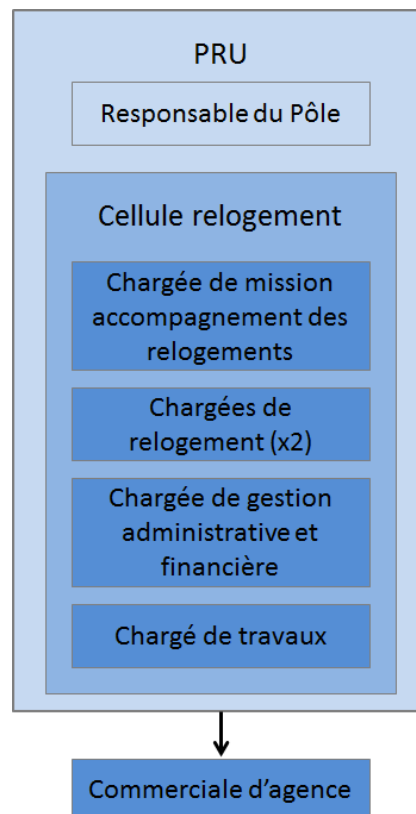 PRU
Responsable du Pôle
Cellule relogement
Chargée de mission
accompagnement des
relogements
Chargées de
relogement (x2)
Chargée de gestion
administrative et
financière
Chargé de travaux
Commerciale d'agence